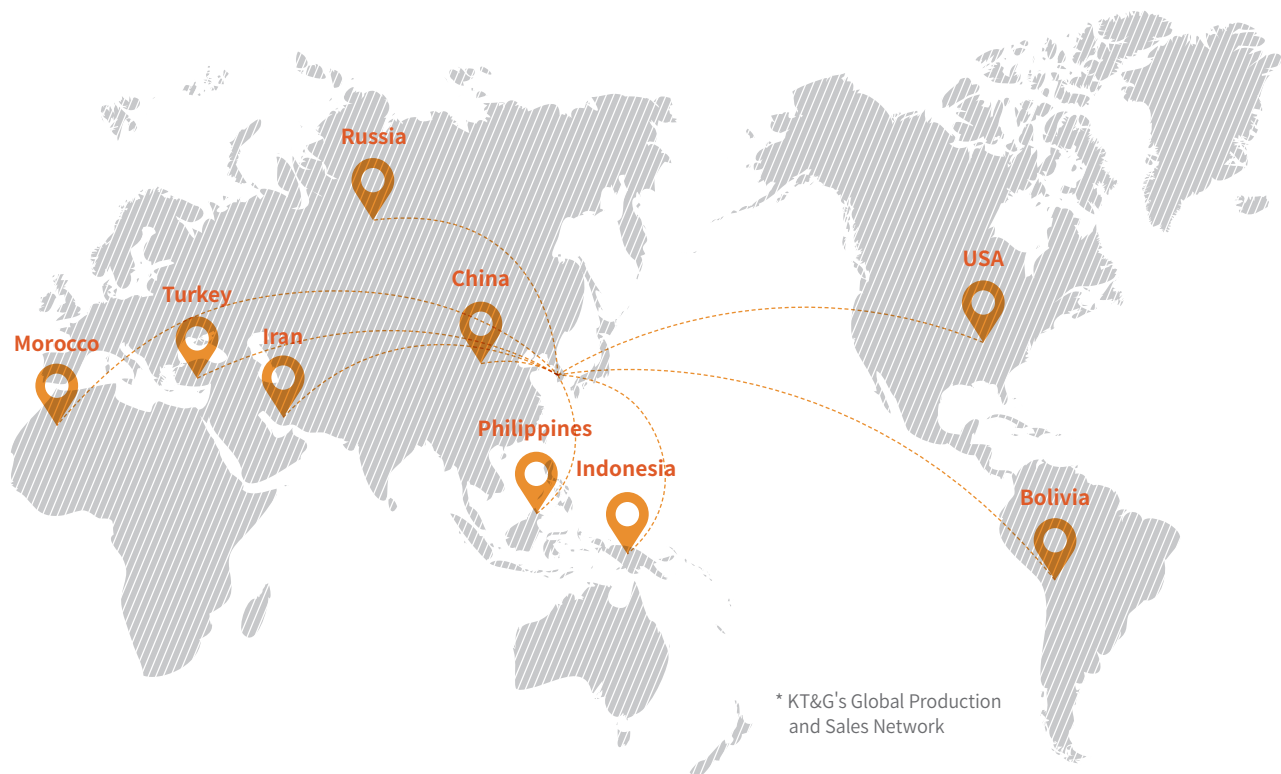 Russia
USA
China
Turkey
Iran
Morocco
Philippines
Indonesia
Bolivia
* KT&G's Global Production
and Sales Network